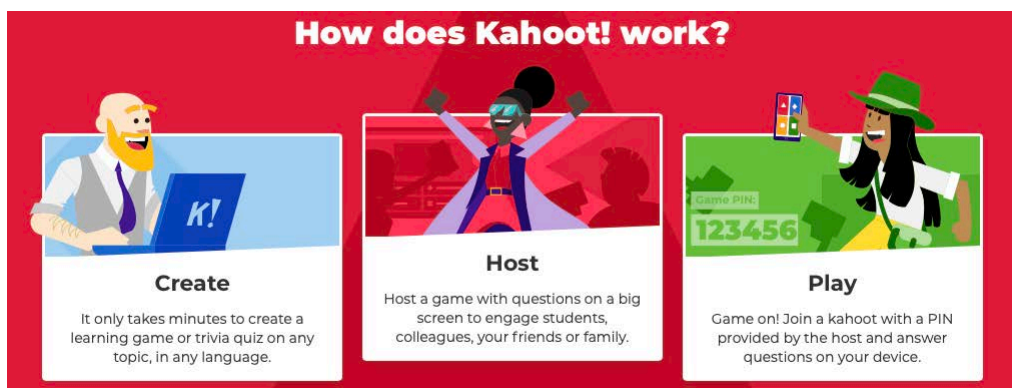 How does Kahoot! work?
K!
Create
It only takes minutes to create a
learning game or trivia quiz on any
topic, in any language.
Host
Host a game with questions on a big
screen to engage students,
colleagues, your friends or family.
Game PIN:
123456
Play
Game on! Join a kahoot with a PIN
provided by the host and answer
questions on your device.